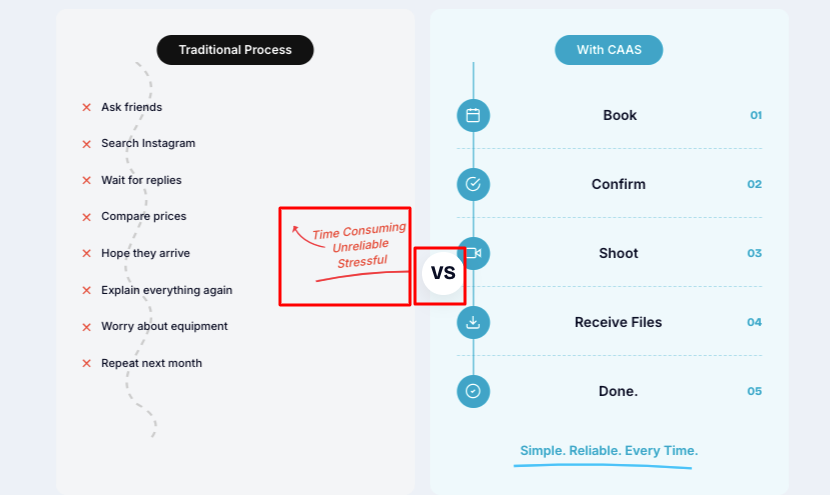 Traditional Process
Ask friends
Search Instagram
Wait for replies
Compare prices
Hope they arrive
Explain everything again
Worry about equipment
Repeat next month
Time Consuming
Unreliable
Stressful
VS
With CAAS
Book 01
Confirm 02
Shoot 03
Receive Files 04
Done. 05
Simple. Reliable. Every Time.